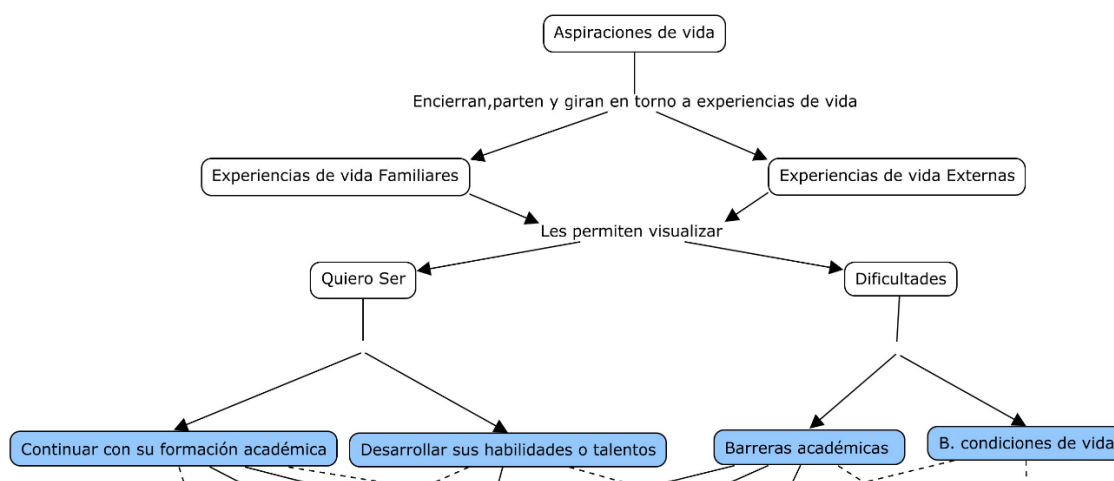 Aspiraciones de vida
Encierran,parten y giran en torno a experiencias de vida
Experiencias de vida Familiares
Experiencias de vida Externas
Les permiten visualizar
Quiero Ser
Dificultades
Continuar con su formación académica
Desarrollar sus habilidades o talentos
Barreras académicas
B. condiciones de vida